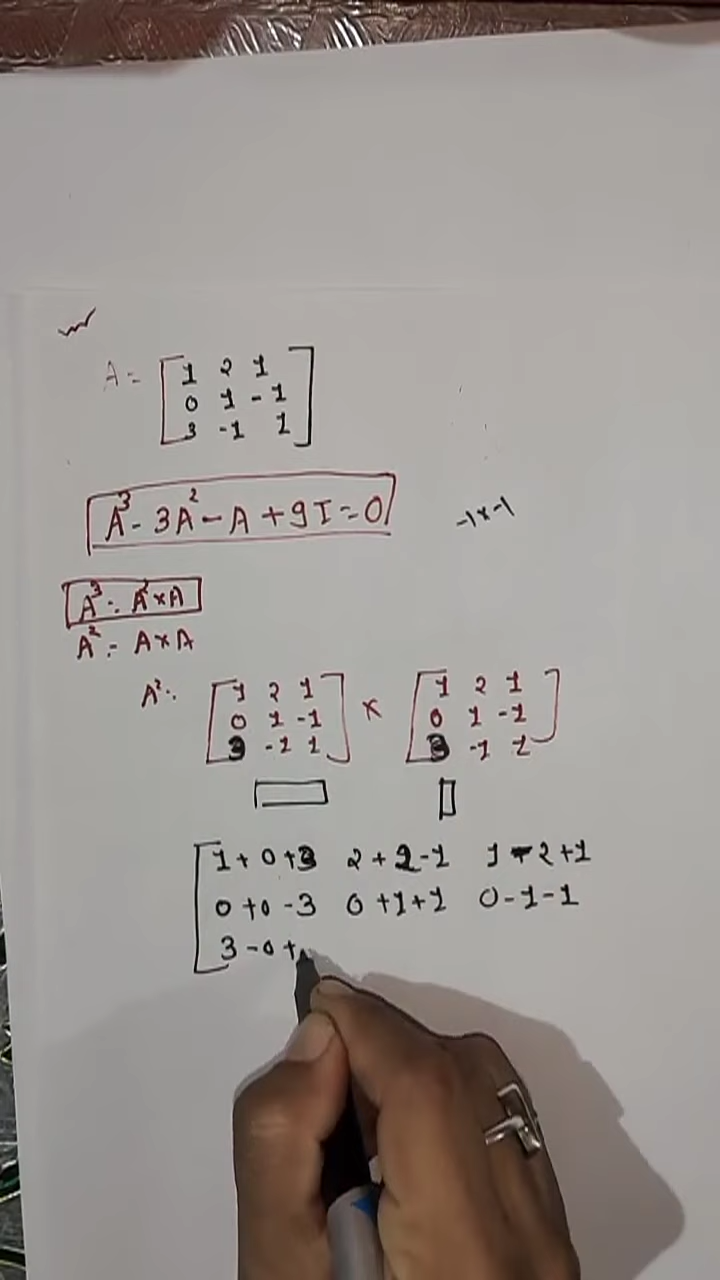 A = [1 2 1
0 1 -1
3 -1 1]
A³ - 3A² - A + 9I = 0
-1 × -1
A³ = A² × A
A² = A × A
A² = [1 2 1 × [1 2 1
0 1 -1] 0 1 -1]
3 -1 1 3 -1 1
[1 + 0 + 3 2 + 2 - 1 1 - 2 + 1
0 + 0 - 3 0 + 1 + 1 0 - 1 - 1
3 - 0 +